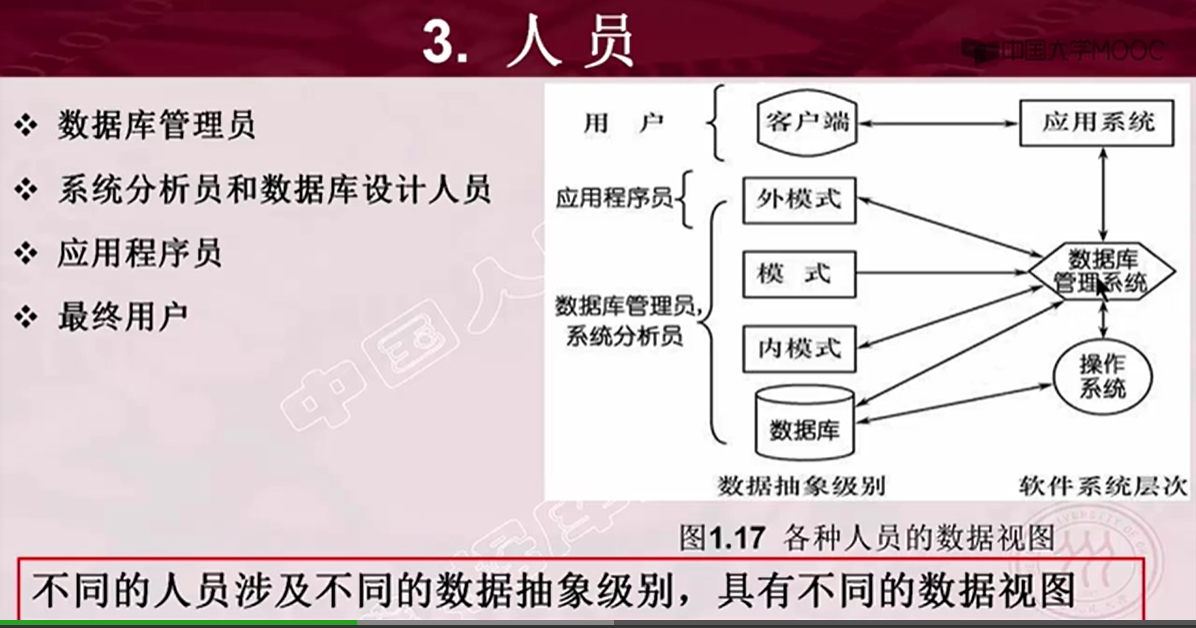 3. 人员
中国大学MOOC
数据库管理员
系统分析员和数据库设计人员
应用程序员
最终用户
用 户
客户端
应用系统
应用程序员
外模式
数据库
管理系统
模 式
数据库管理员,
系统分析员
内模式
操作
系统
数据库
数据抽象级别
软件系统层次
图1.17 各种人员的数据视图
不同的人员涉及不同的数据抽象级别，具有不同的数据视图